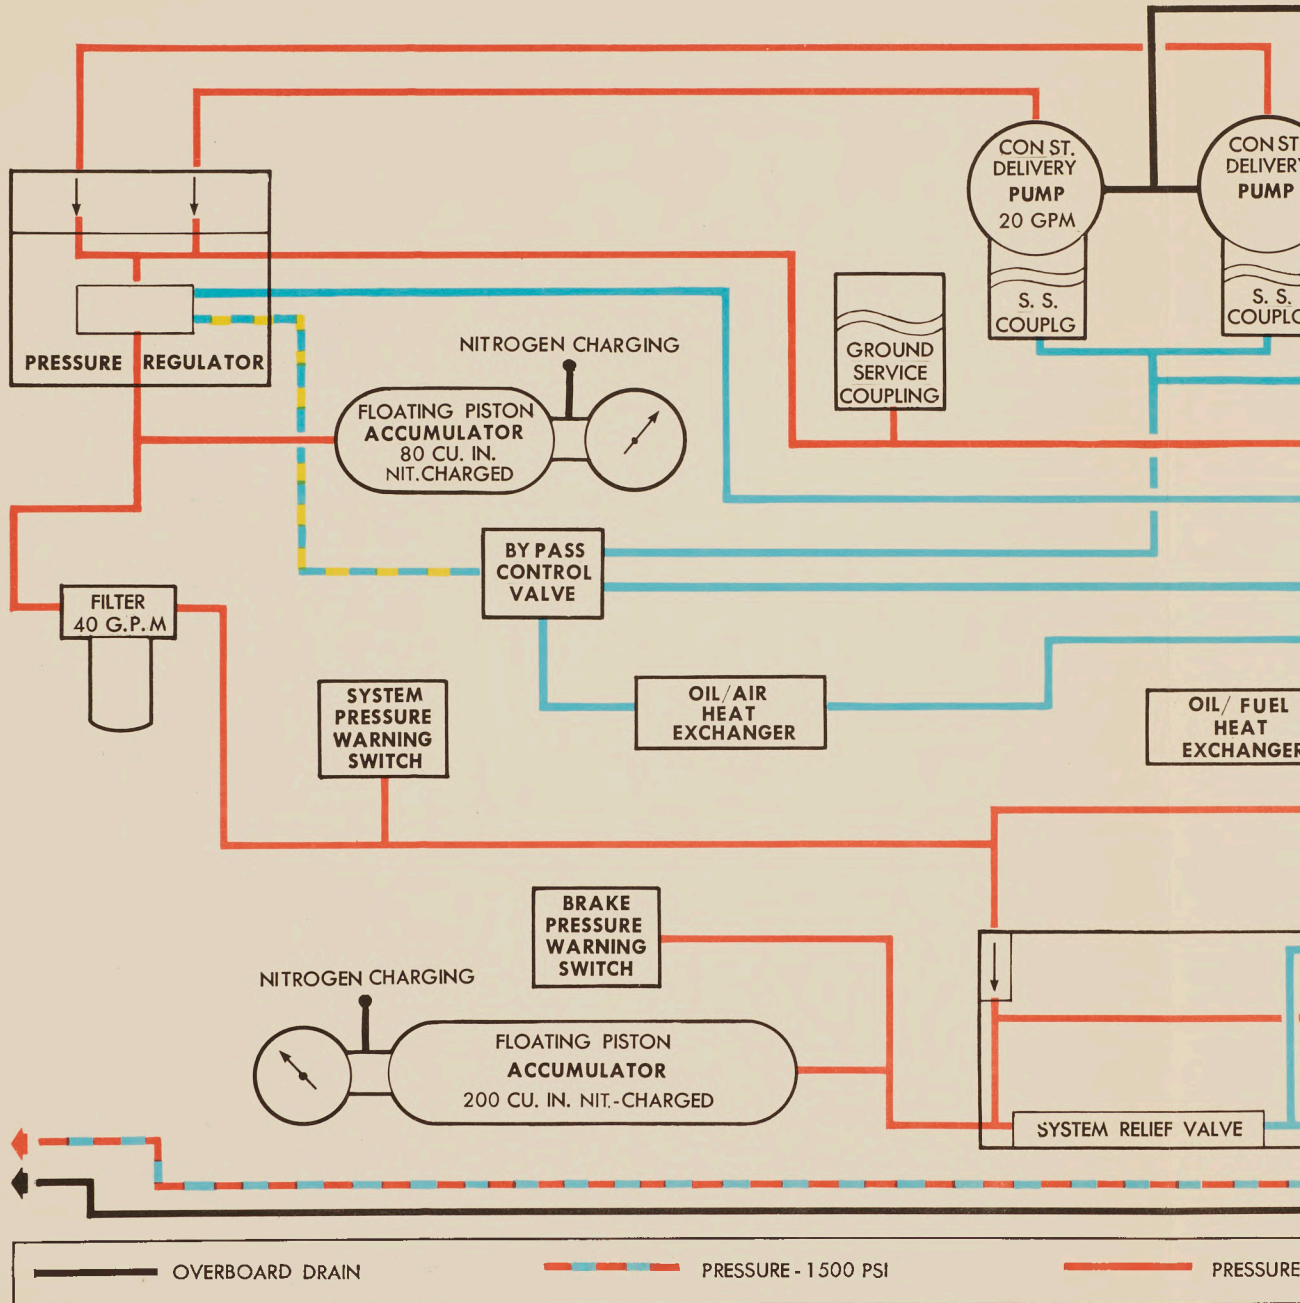 CON ST.
DELIVERY
PUMP
20 GPM
S. S.
COUPLG
CON ST
DELIVERY
PUMP
S. S.
COUPLG
GROUND
SERVICE
COUPLING
PRESSURE REGULATOR
NITROGEN CHARGING
FLOATING PISTON
ACCUMULATOR
80 CU. IN.
NIT.CHARGED
BY PASS
CONTROL
VALVE
FILTER
40 G.P.M
SYSTEM
PRESSURE
WARNING
SWITCH
OIL/AIR
HEAT
EXCHANGER
OIL/ FUEL
HEAT
EXCHANGER
BRAKE
PRESSURE
WARNING
SWITCH
NITROGEN CHARGING
FLOATING PISTON
ACCUMULATOR
200 CU. IN. NIT.-CHARGED
SYSTEM RELIEF VALVE
OVERBOARD DRAIN
PRESSURE - 1500 PSI
PRESSURE